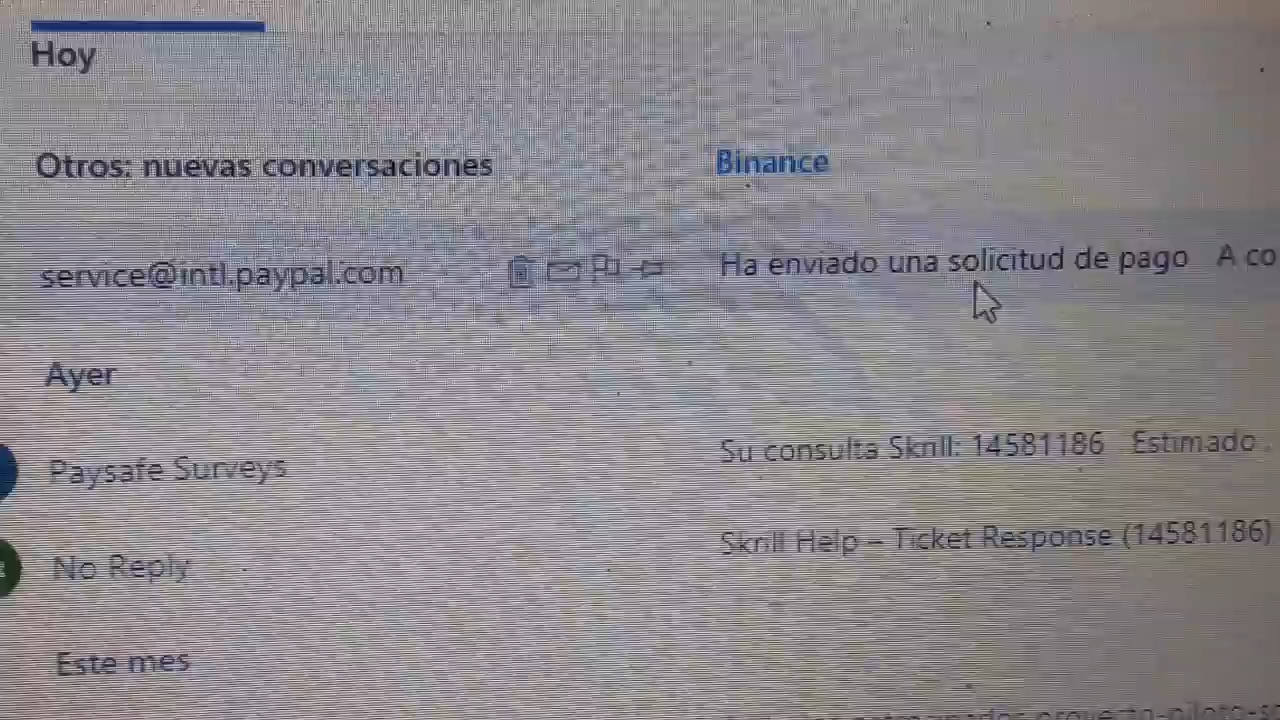 Hoy
Otros: nuevas conversaciones Binance
service@intl.paypal.com Ha enviado una solicitud de pago A co
Ayer
Paysafe Surveys Su consulta Skrill: 14581186 Estimado
No Reply Skrill Help – Ticket Response (14581186)
Este mes